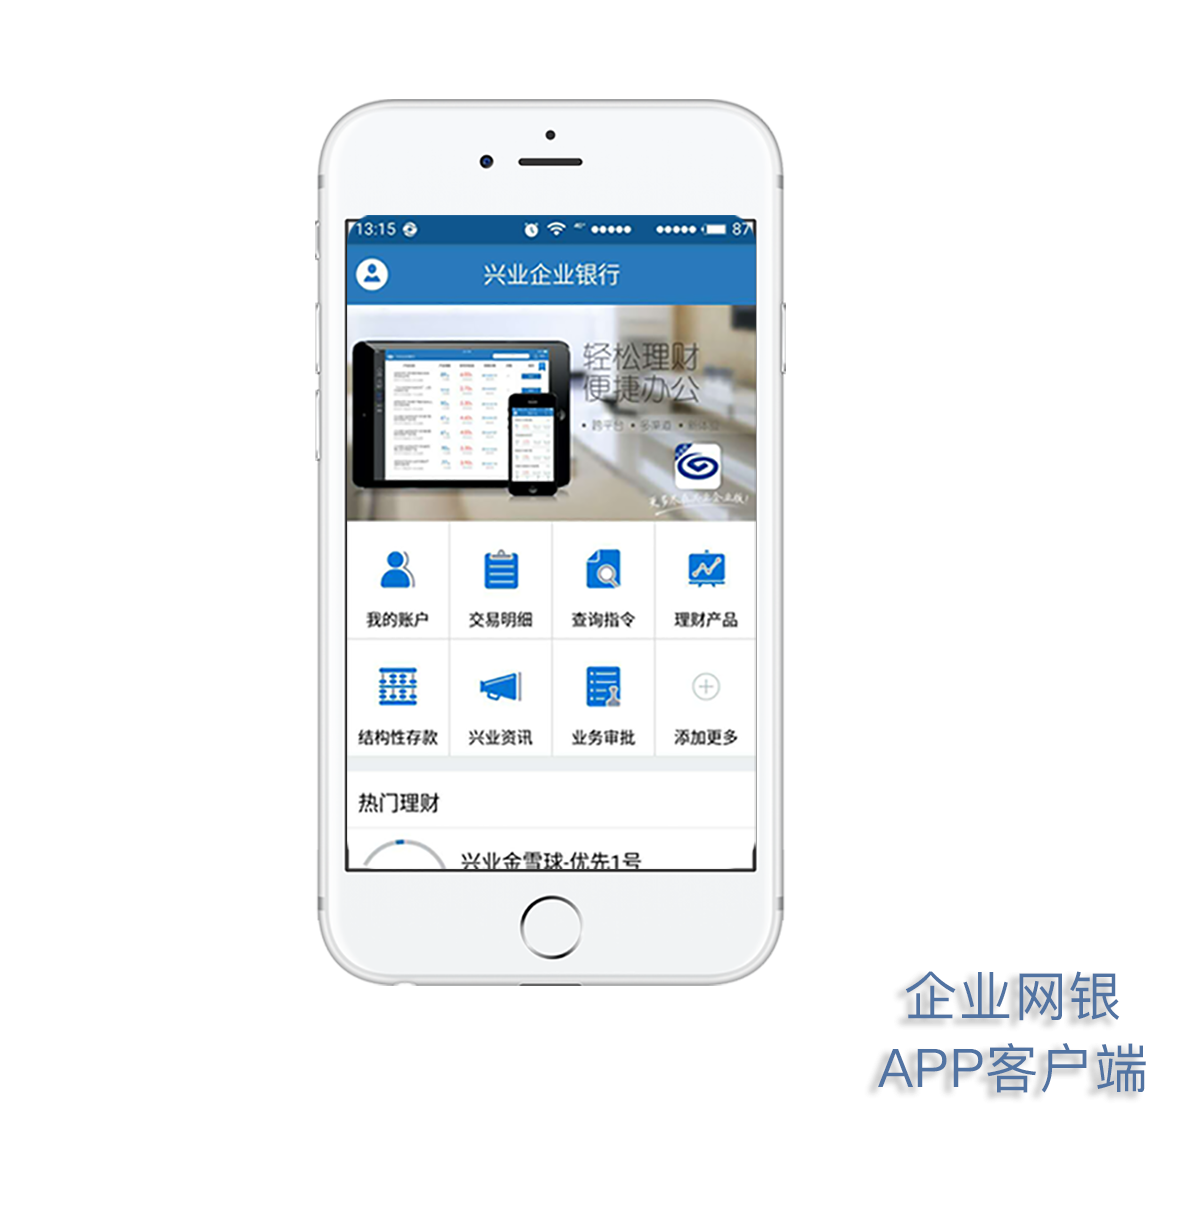 13:15
87
兴业企业银行
轻松理财
便捷办公
•跨平台 •多渠道 •新体验
我的账户
交易明细
查询指令
理财产品
结构性存款
兴业资讯
业务审批
添加更多
热门理财
兴业金雪球-优先1号
企业网银
APP客户端